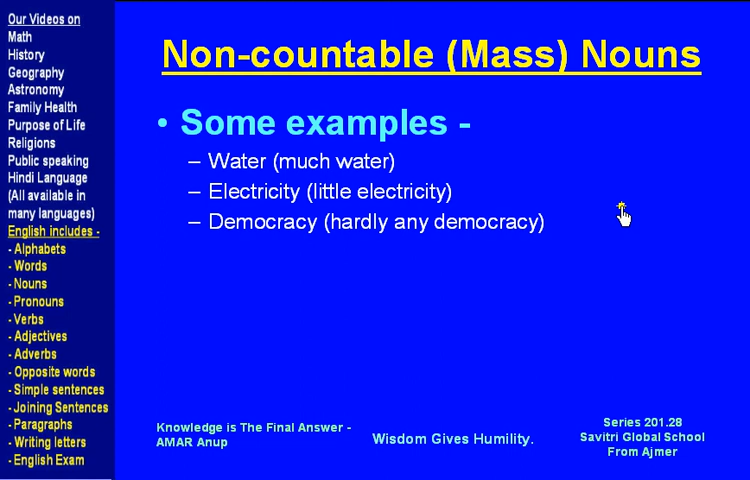 Our Videos on
Math
History
Geography
Astronomy
Family Health
Purpose of Life
Religions
Public speaking
Hindi Language
(All available in
many languages)
English includes -
- Alphabets
- Words
- Nouns
- Pronouns
- Verbs
- Adjectives
- Adverbs
- Opposite words
- Simple sentences
- Joining Sentences
- Paragraphs
- Writing letters
- English Exam
Non-countable (Mass) Nouns
• Some examples -
– Water (much water)
– Electricity (little electricity)
– Democracy (hardly any democracy)
Knowledge is The Final Answer -
AMAR Anup
Wisdom Gives Humility.
Series 201.28
Savitri Global School
From Ajmer